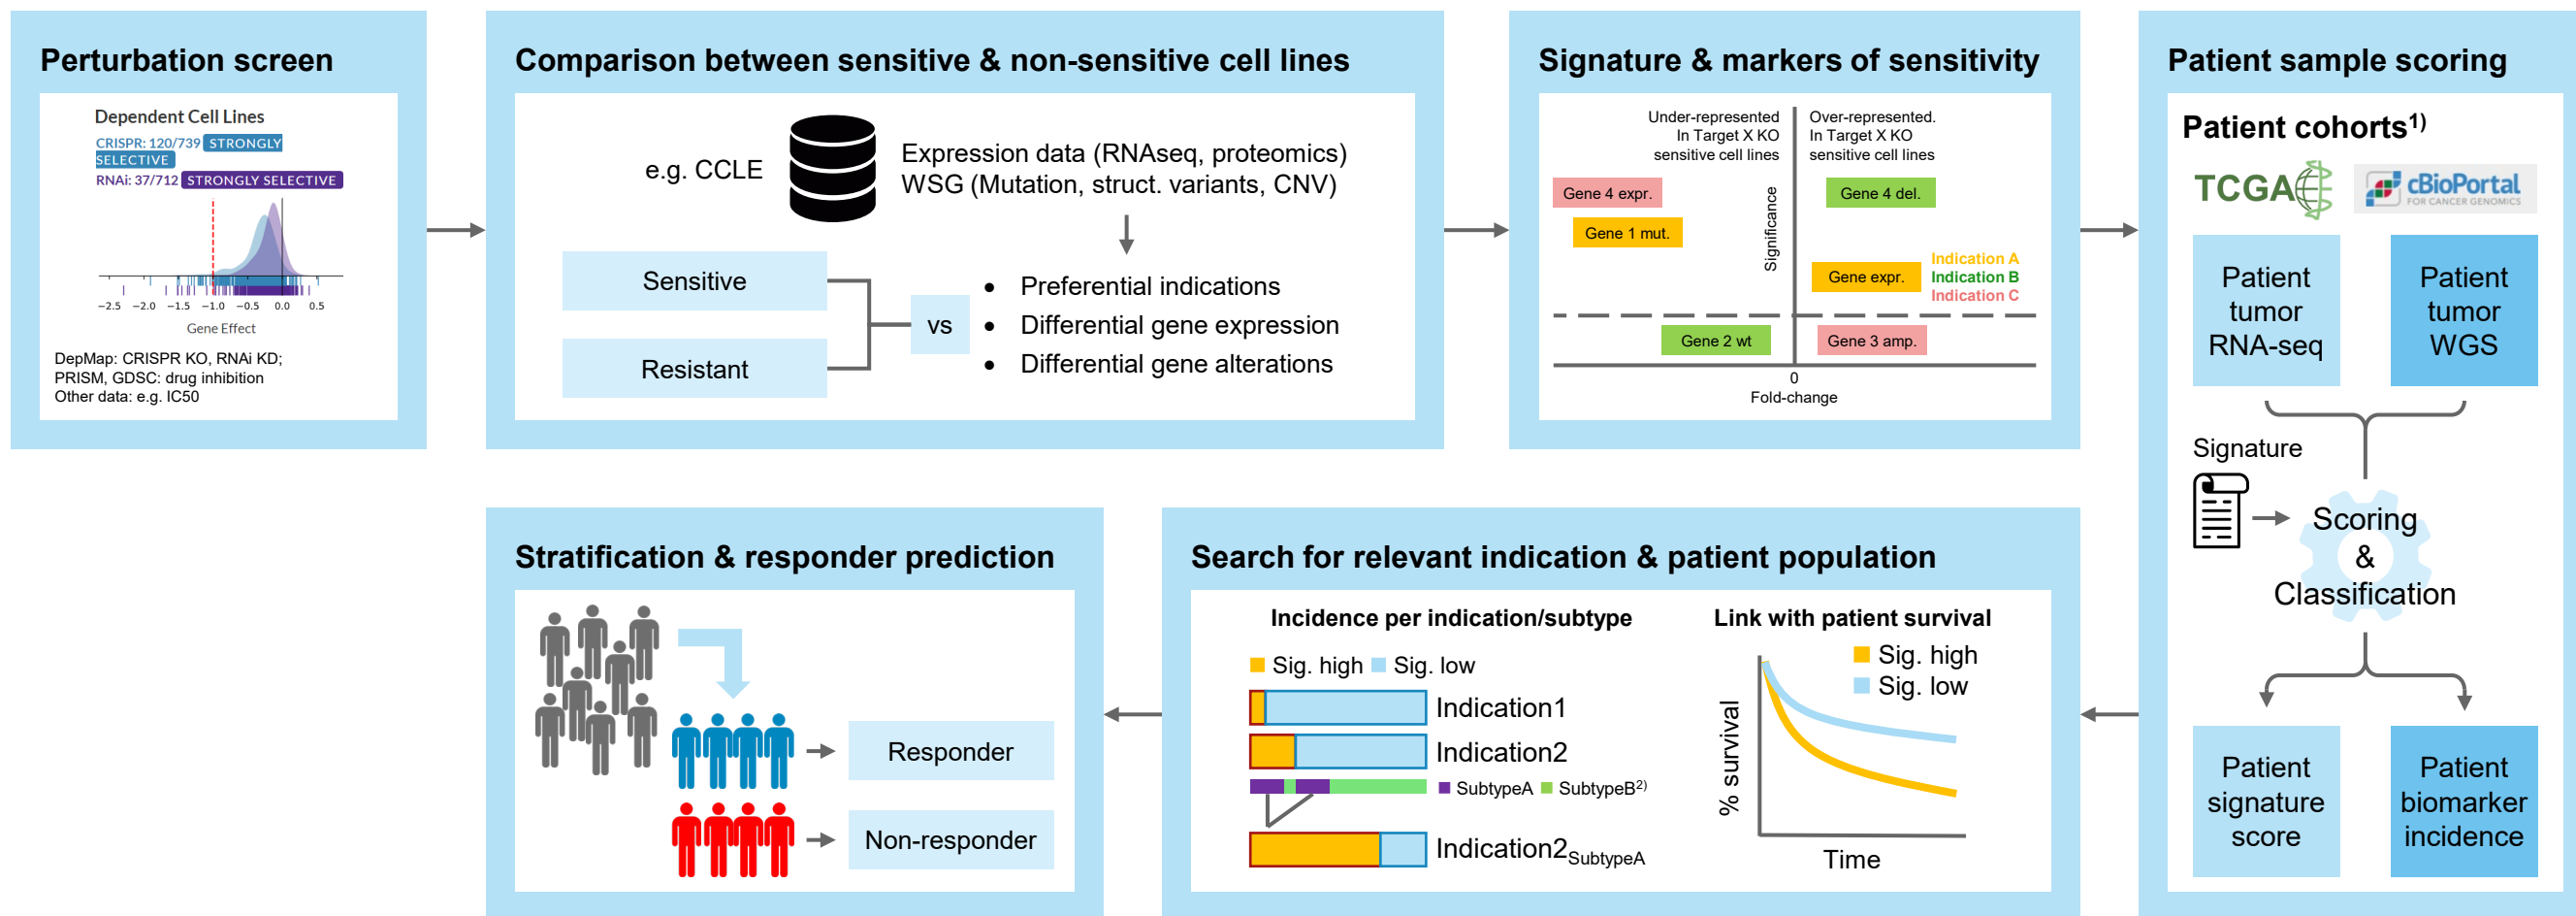 Perturbation screen
Dependent Cell Lines
CRISPR: 120/739 STRONGLY
SELECTIVE
RNAi: 37/712 STRONGLY SELECTIVE
−2.5 −2.0 −1.5 −1.0 −0.5 0.0 0.5
Gene Effect
DepMap: CRISPR KO, RNAi KD;
PRISM, GDSC: drug inhibition
Other data: e.g. IC50
Comparison between sensitive & non-sensitive cell lines
e.g. CCLE
Expression data (RNAseq, proteomics)
WSG (Mutation, struct. variants, CNV)
Sensitive
Resistant
vs
• Preferential indications
• Differential gene expression
• Differential gene alterations
Signature & markers of sensitivity
Under-represented
In Target X KO
sensitive cell lines
Over-represented.
In Target X KO
sensitive cell lines
Significance
Gene 4 expr.
Gene 1 mut.
Gene 4 del.
Gene expr.
Indication A
Indication B
Indication C
Gene 2 wt
Gene 3 amp.
0
Fold-change
Patient sample scoring
Patient cohorts1)
TCGA
cBioPortal
FOR CANCER GENOMICS
Patient
tumor
RNA-seq
Patient
tumor
WGS
Signature
Scoring
&
Classification
Patient
signature
score
Patient
biomarker
incidence
Search for relevant indication & patient population
Incidence per indication/subtype
Sig. high Sig. low
Indication1
Indication2
SubtypeA SubtypeB2)
Indication2SubtypeA
Link with patient survival
Sig. high
Sig. low
% survival
Time
Stratification & responder prediction
Responder
Non-responder